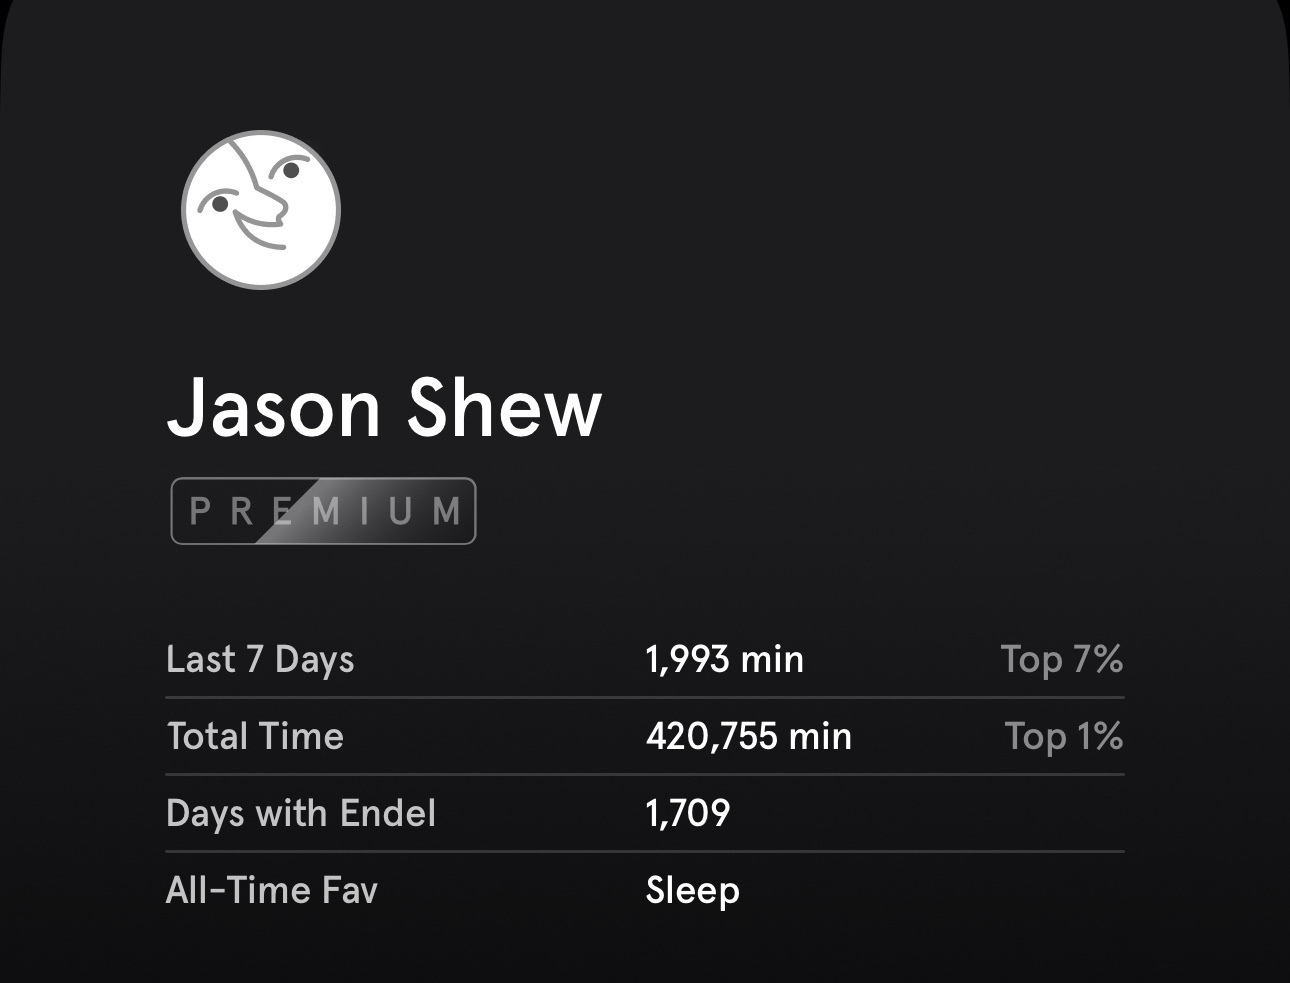 Jason Shew
PREMIUM
Last 7 Days 1,993 min Top 7%
Total Time 420,755 min Top 1%
Days with Endel 1,709
All-Time Fav Sleep